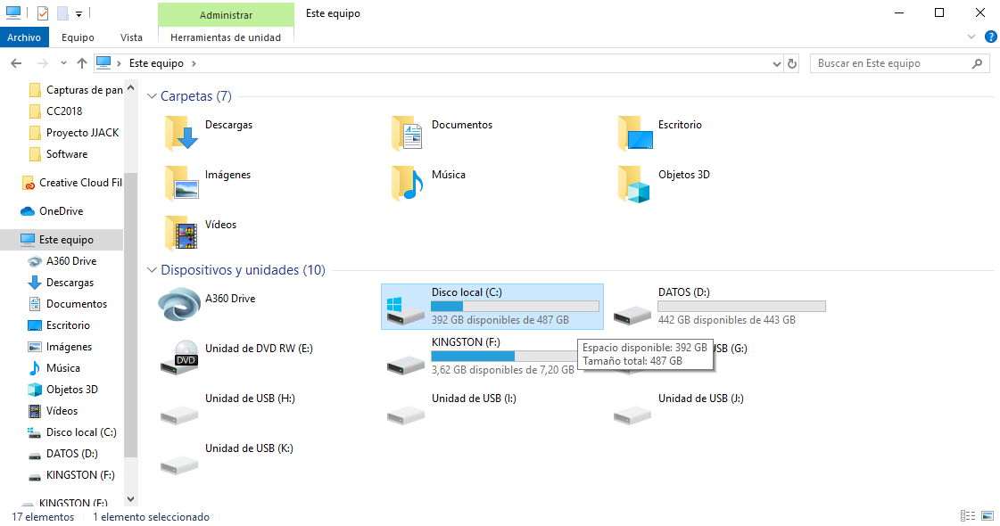 Administrar
Este equipo
Archivo
Equipo
Vista
Herramientas de unidad
?
Este equipo
Buscar en Este equipo
Capturas de pan
CC2018
Proyecto JJACK
Software
Creative Cloud Fil
OneDrive
Este equipo
A360 Drive
Descargas
Documentos
Escritorio
Imágenes
Música
Objetos 3D
Vídeos
Disco local (C:)
DATOS (D:)
KINGSTON (F:)
KINGSTON (F:)
Carpetas (7)
Descargas
Documentos
Escritorio
Imágenes
Música
Objetos 3D
Vídeos
Dispositivos y unidades (10)
A360 Drive
Disco local (C:)
392 GB disponibles de 487 GB
DATOS (D:)
442 GB disponibles de 443 GB
DVD
Unidad de DVD RW (E:)
KINGSTON (F:)
3,62 GB disponibles de 7,20 GB
Espacio disponible: 392 GB
Tamaño total: 487 GB
USB (G:)
Unidad de USB (H:)
Unidad de USB (I:)
Unidad de USB (J:)
Unidad de USB (K:)
17 elementos
1 elemento seleccionado